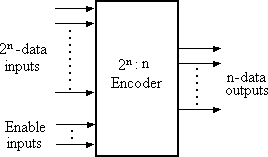 2ⁿ-data
inputs
2ⁿ: n
Encoder
n-data
outputs
Enable
inputs